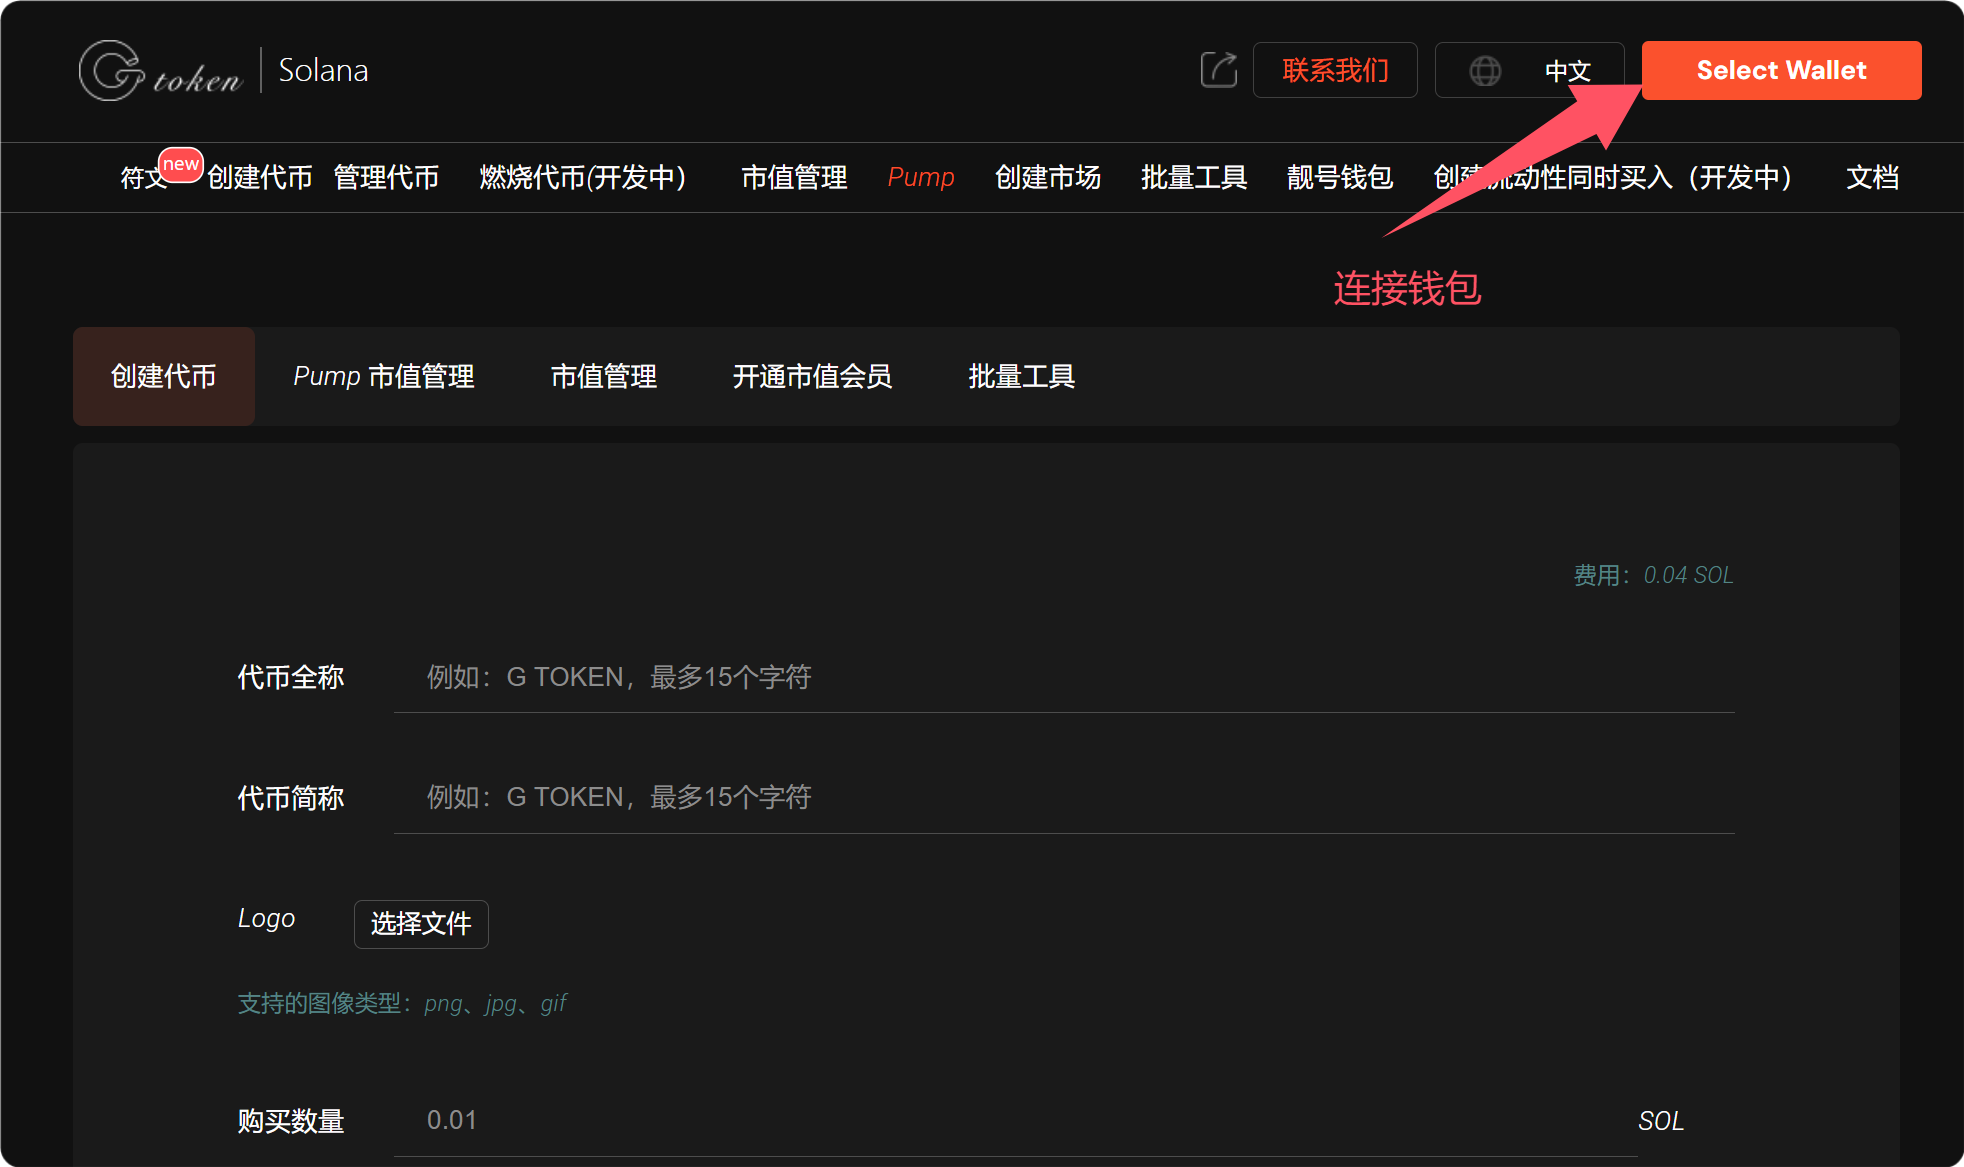 G token | Solana
联系我们
中文
Select Wallet
符文 new 创建代币 管理代币 燃烧代币(开发中） 市值管理 Pump 创建市场 批量工具 靓号钱包 创建流动性同时买入（开发中） 文档
连接钱包
创建代币 Pump 市值管理 市值管理 开通市值会员 批量工具
费用：0.04 SOL
代币全称 例如：G TOKEN，最多15个字符
代币简称 例如：G TOKEN，最多15个字符
Logo 选择文件
支持的图像类型：png、jpg、gif
购买数量 0.01 SOL